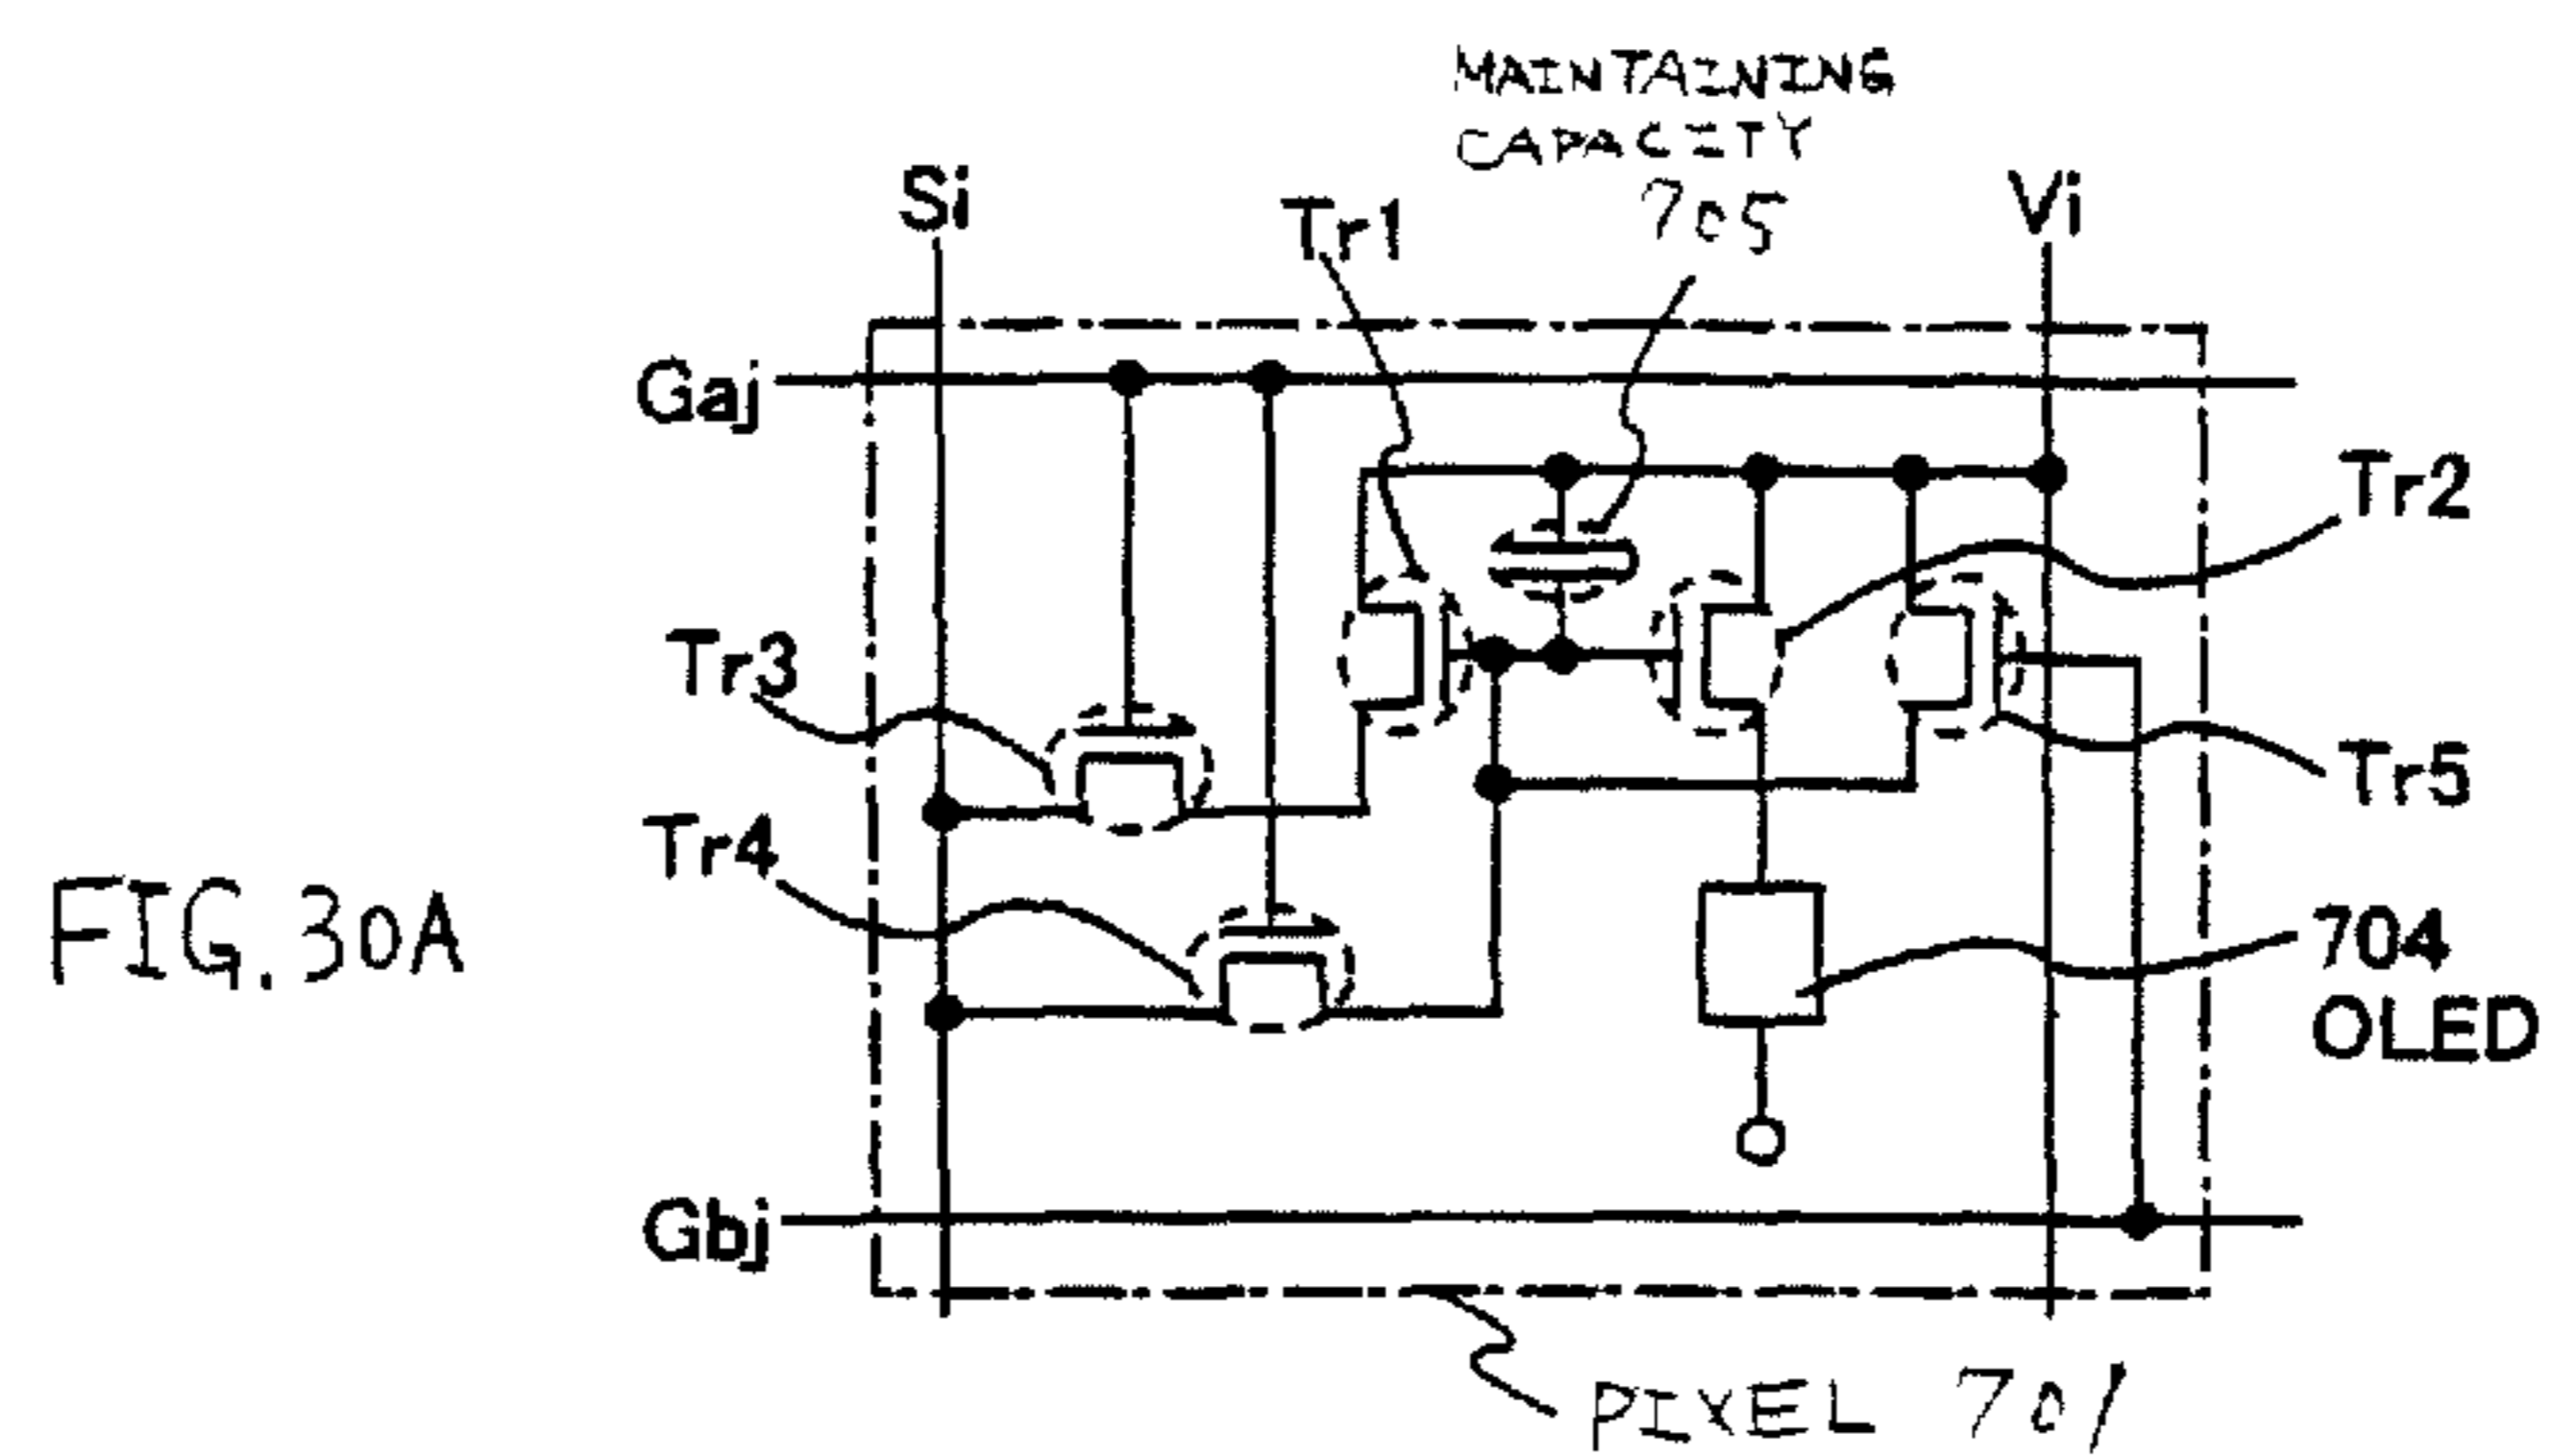 MAINTAINING
CAPACITY
705
Si
Tr1
Vi
Gaj
Tr2
Tr3
Tr5
Tr4
FIG. 30A
704
OLED
Gbj
PIXEL 701